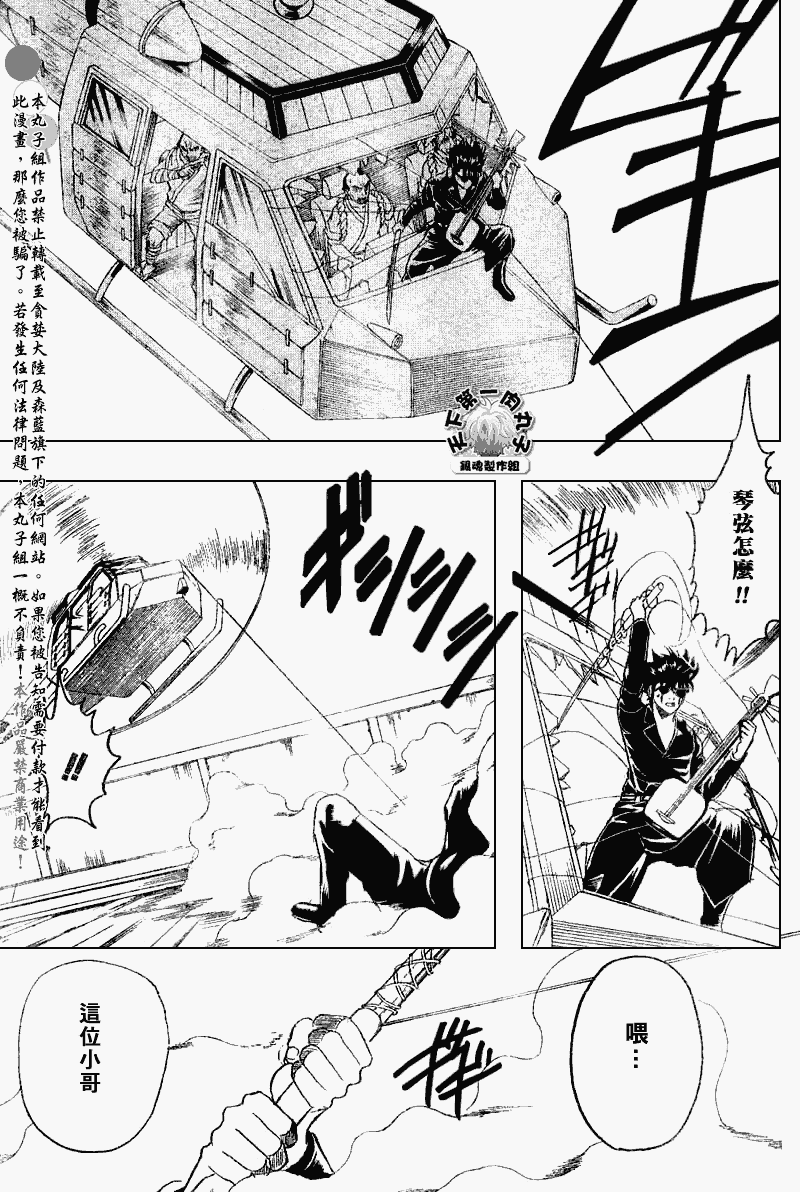 本丸子組作品禁止轉載至貪婪大陸及森藍旗下的任何網站。如果您被告知需要付款才能看到
此漫畫，那麼您被騙了。若發生任何法律問題，本丸子組一概不負責！本作品嚴禁商業用途！
天下第一肉丸子
銀魂製作組
琴弦怎麼!!
!!
喂…
這位小哥